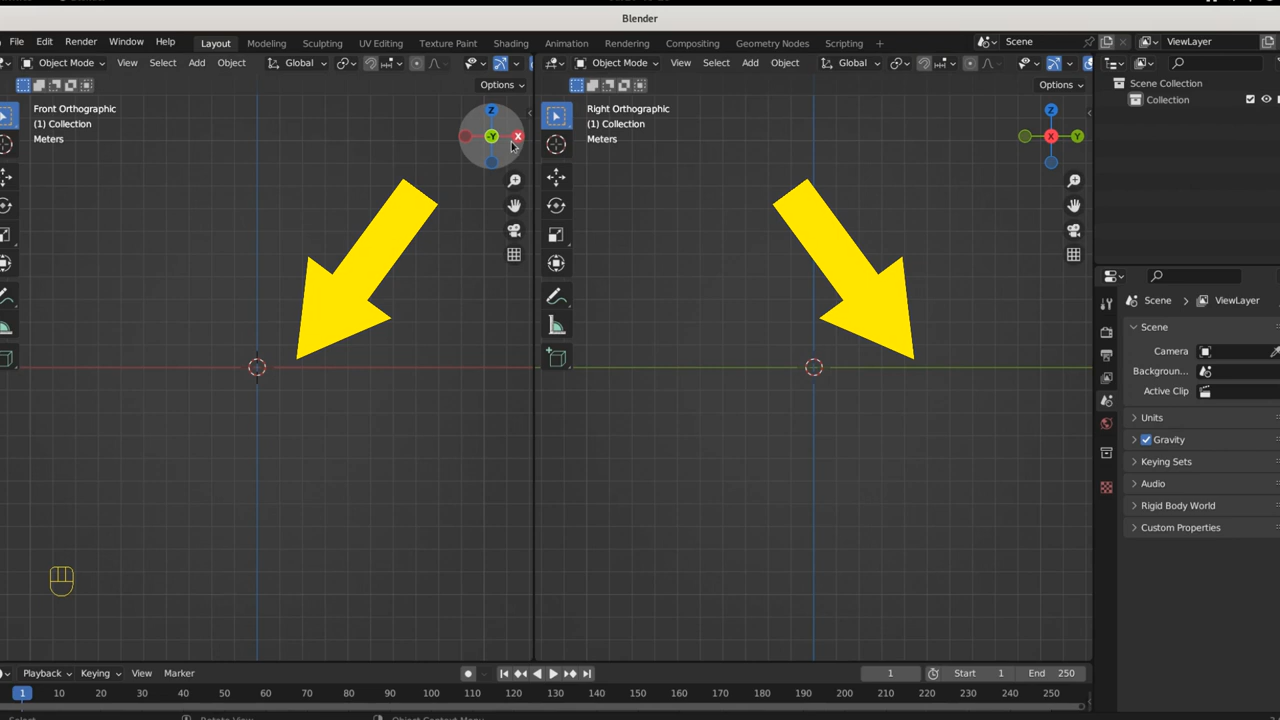 Blender
File Edit Render Window Help Layout Modeling Sculpting UV Editing Texture Paint Shading Animation Rendering Compositing Geometry Nodes Scripting + Scene ViewLayer
Object Mode View Select Add Object Global Object Mode View Select Add Object Global
Options Options
Scene Collection
Collection
Front Orthographic
(1) Collection
Meters
Z
-Y
X
Right Orthographic
(1) Collection
Meters
Z
X
Y
Scene > ViewLayer
Scene
Camera
Backgroun...
Active Clip
Units
Gravity
Keying Sets
Audio
Rigid Body World
Custom Properties
Playback Keying View Marker 1 Start 1 End 250
1 10 20 30 40 50 60 70 80 90 100 110 120 130 140 150 160 170 180 190 200 210 220 230 240 250